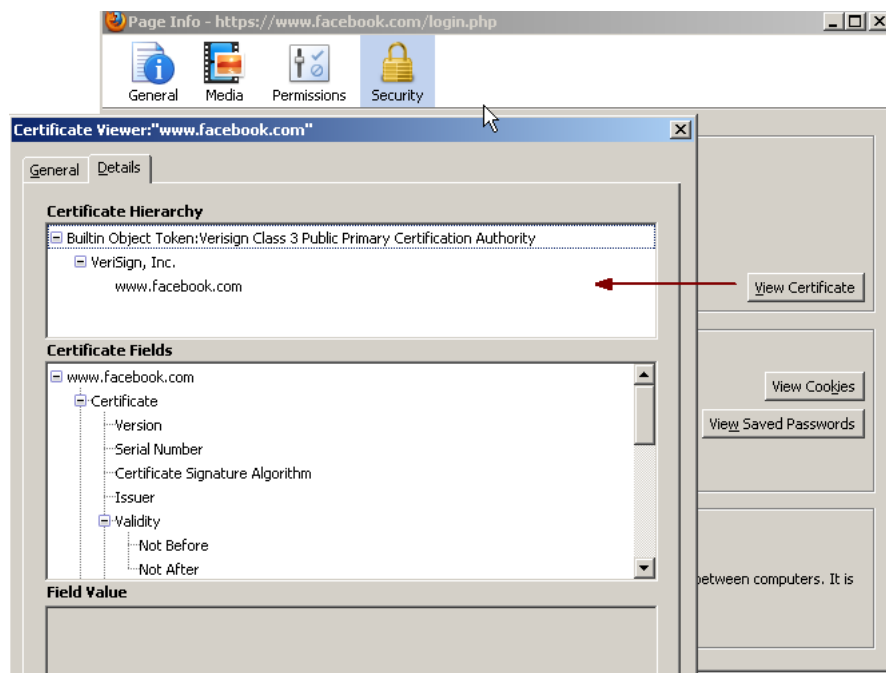 Page Info - https://www.facebook.com/login.php
General Media Permissions Security
Certificate Viewer:"www.facebook.com"
General Details
Certificate Hierarchy
Builtin Object Token:Verisign Class 3 Public Primary Certification Authority
VeriSign, Inc.
www.facebook.com
View Certificate
Certificate Fields
www.facebook.com
Certificate
Version
Serial Number
Certificate Signature Algorithm
Issuer
Validity
Not Before
Not After
View Cookies
View Saved Passwords
Field Value
between computers. It is